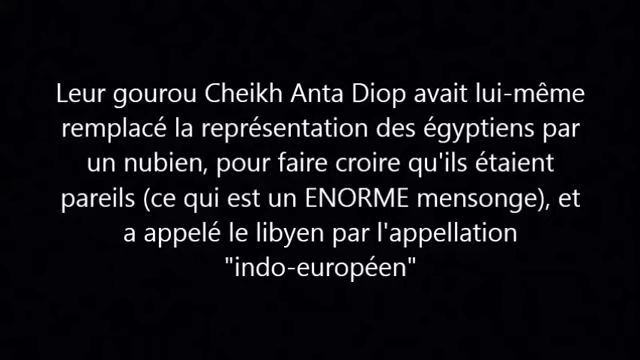 Leur gourou Cheikh Anta Diop avait lui-même
remplacé la représentation des égyptiens par
un nubien, pour faire croire qu'ils étaient
pareils (ce qui est un ENORME mensonge), et
a appelé le libyen par l'appellation
"indo-européen"